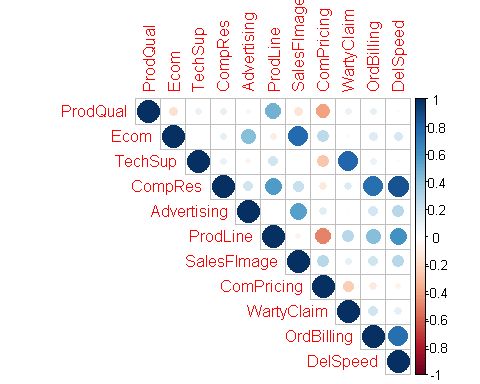 ProdQual
Ecom
TechSup
CompRes
Advertising
ProdLine
SalesFImage
ComPricing
WartyClaim
OrdBilling
DelSpeed
ProdQual
Ecom
TechSup
CompRes
Advertising
ProdLine
SalesFImage
ComPricing
WartyClaim
OrdBilling
DelSpeed
1
0.8
0.6
0.4
0.2
0
-0.2
-0.4
-0.6
-0.8
-1